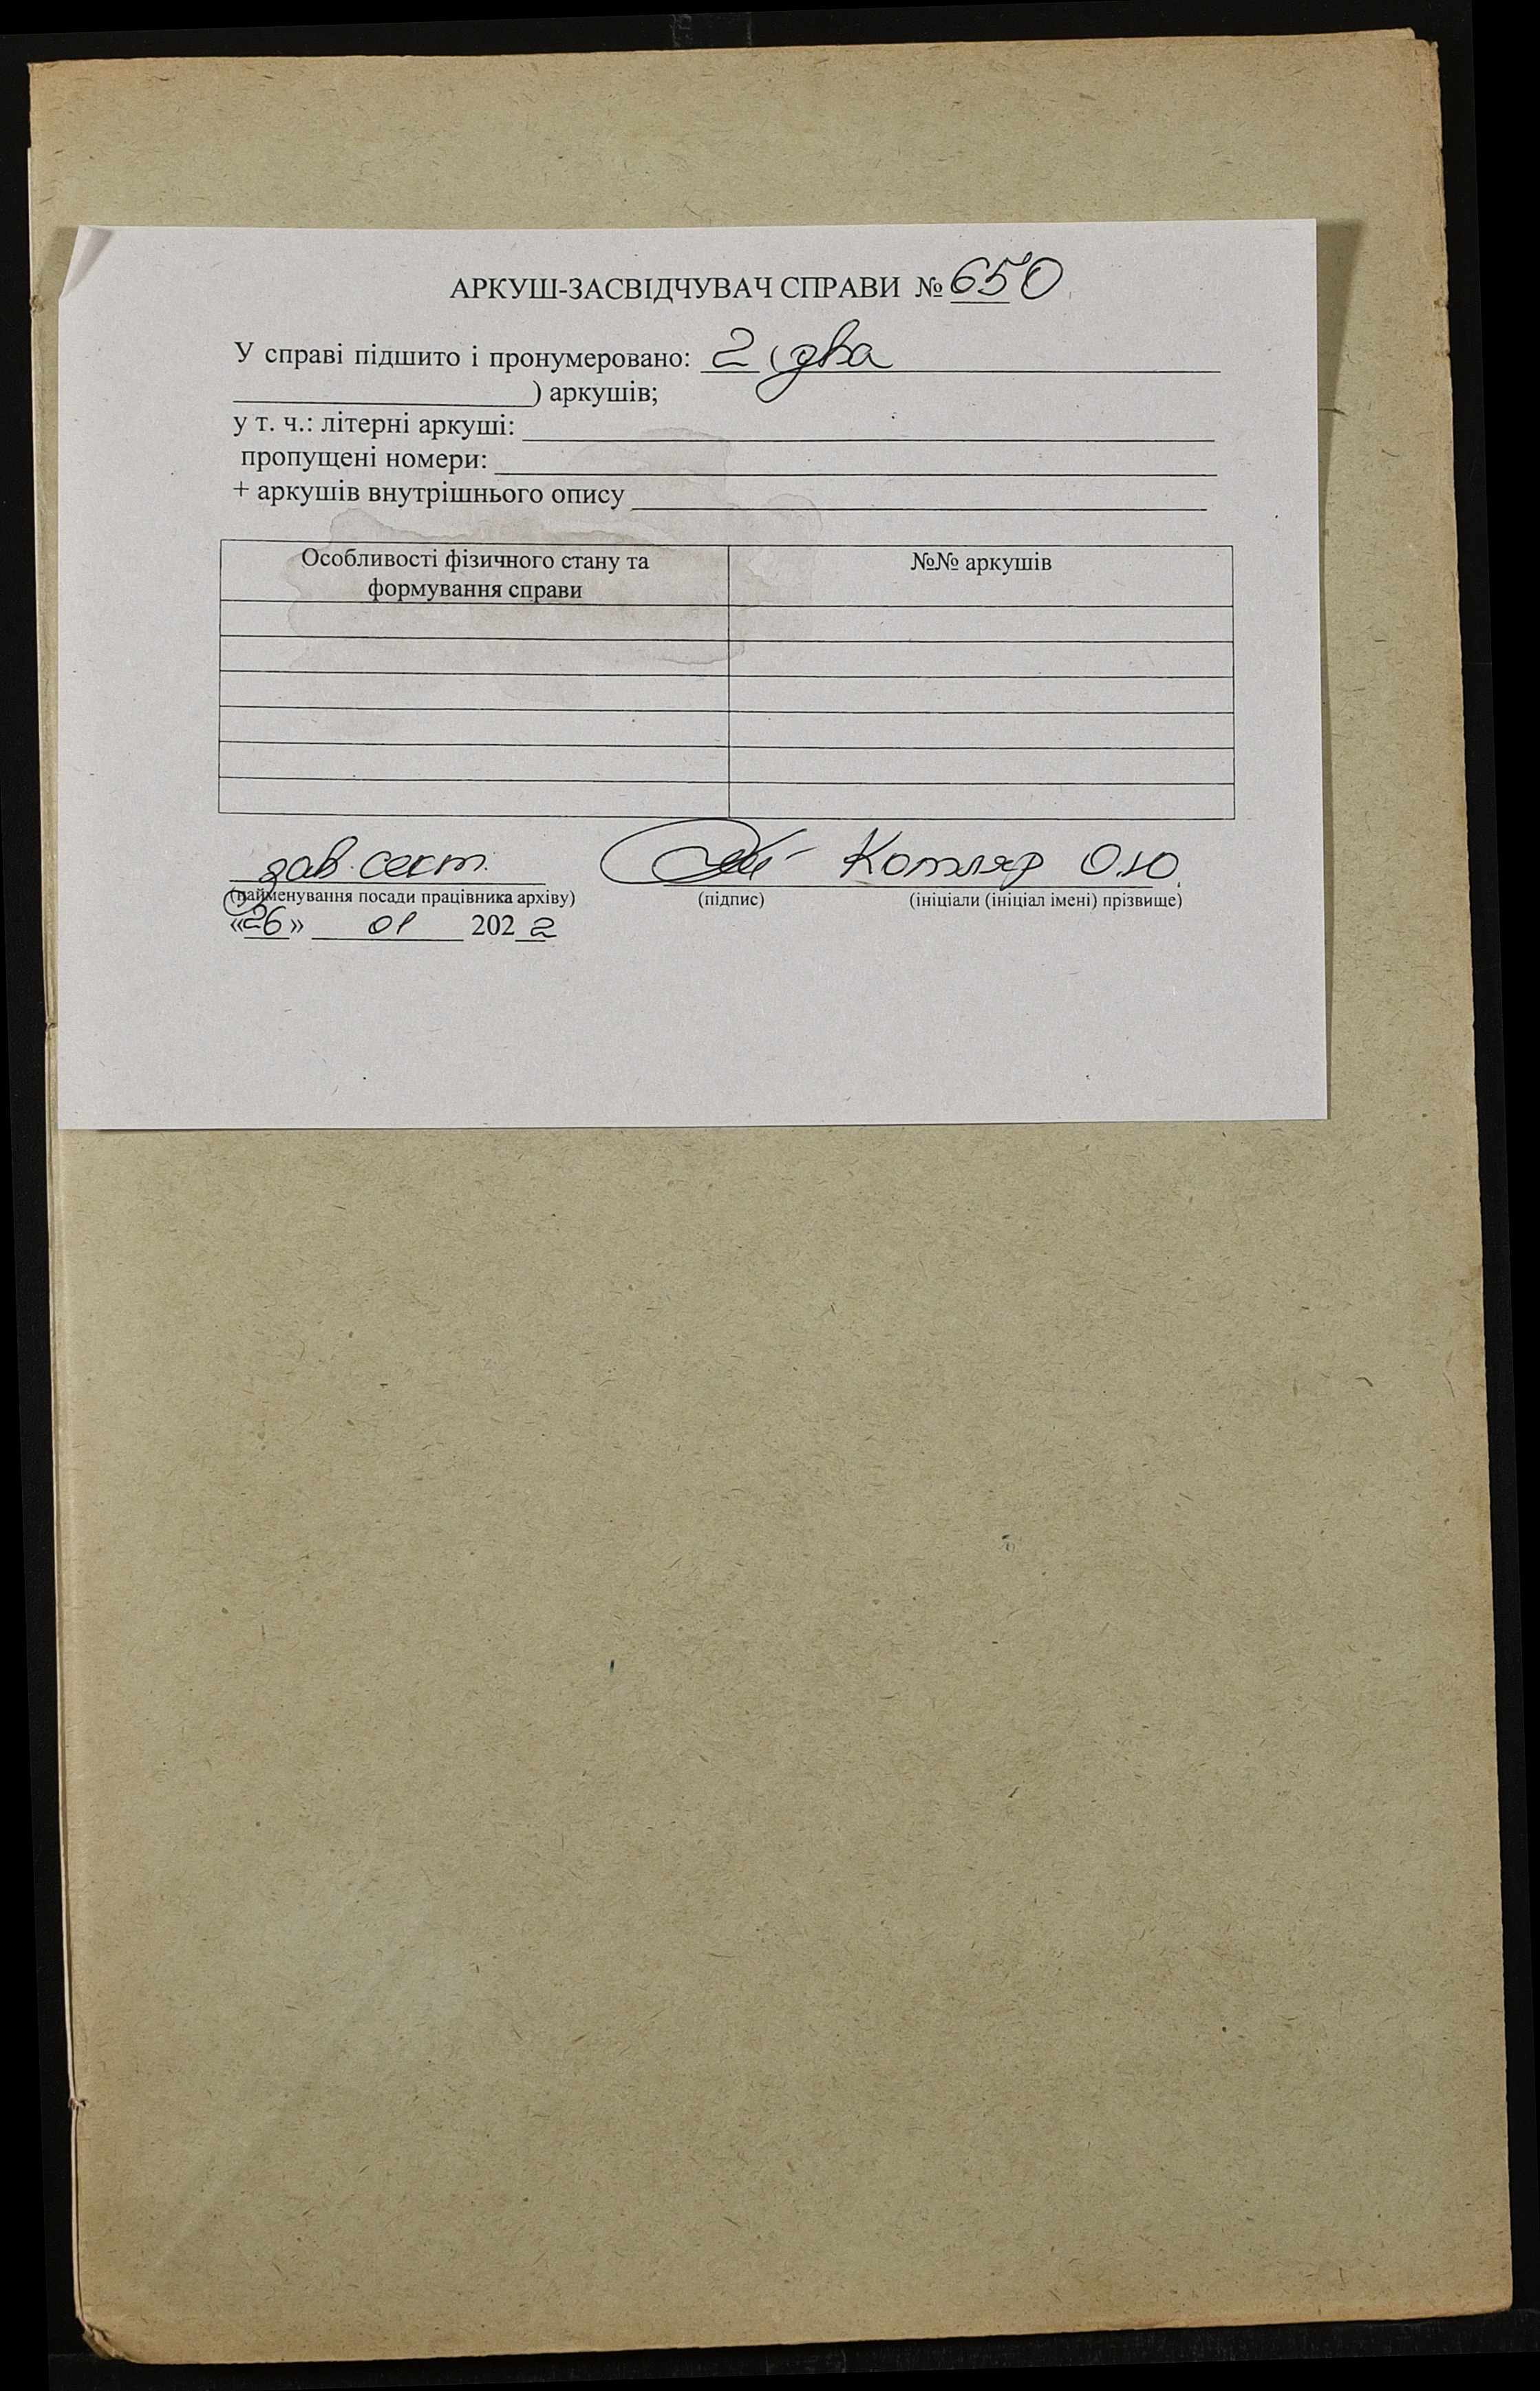 АРКУШ-ЗАСВІДЧУВАЧ СПРАВИ № 650
У справі підшито і пронумеровано: 2 (два
) аркушів;
у т. ч.: літерні аркуші:
пропущені номери:
+ аркушів внутрішнього опису
Особливості фізичного стану та
формування справи
№№ аркушів
зав. сект. Котляр О.Ю.
(найменування посади працівника архіву) (підпис) (ініціали (ініціал імені) прізвище)
«26» 01 2022